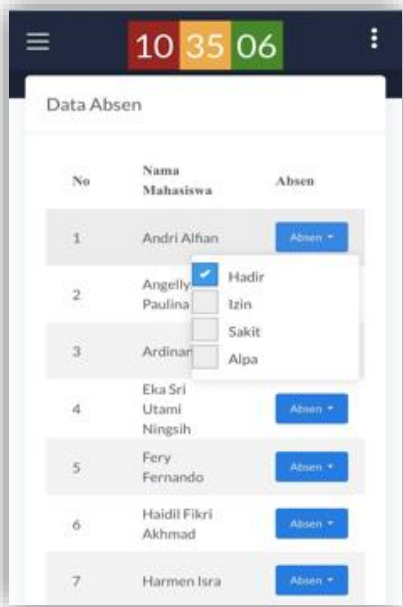 10 35 06
Data Absen
No
Nama
Mahasiswa
Absen
1 Andri Alfian Absen
Hadir
Izin
Sakit
Alpa
2 Angelly
Paulina
3
4 Eka Sri
Utami
Ningsih
Absen
5 Fery
Fernando
Absen
6 Haidil Fikri
Akhmad
Absen
7 Harmen Isra Absen